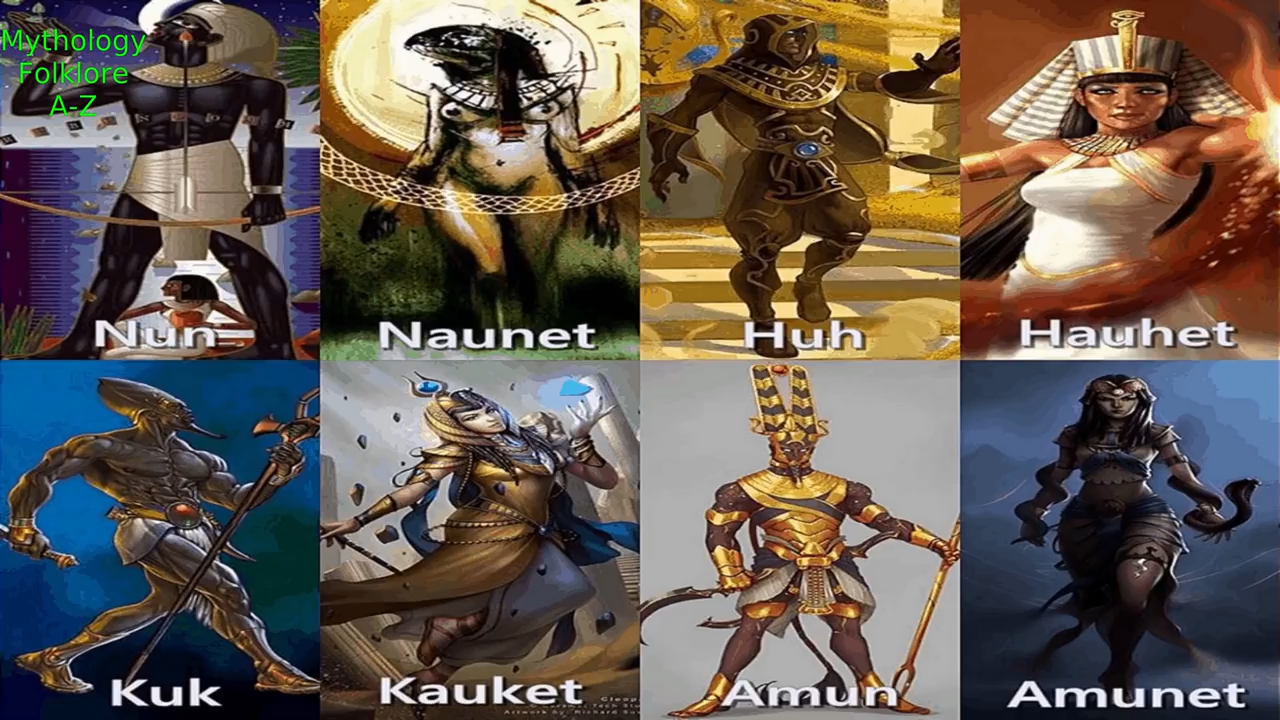 Mythology
Folklore
A-Z
Nun
Naunet
Huh
Hauhet
Kuk
Kauket
Amun
Amunet